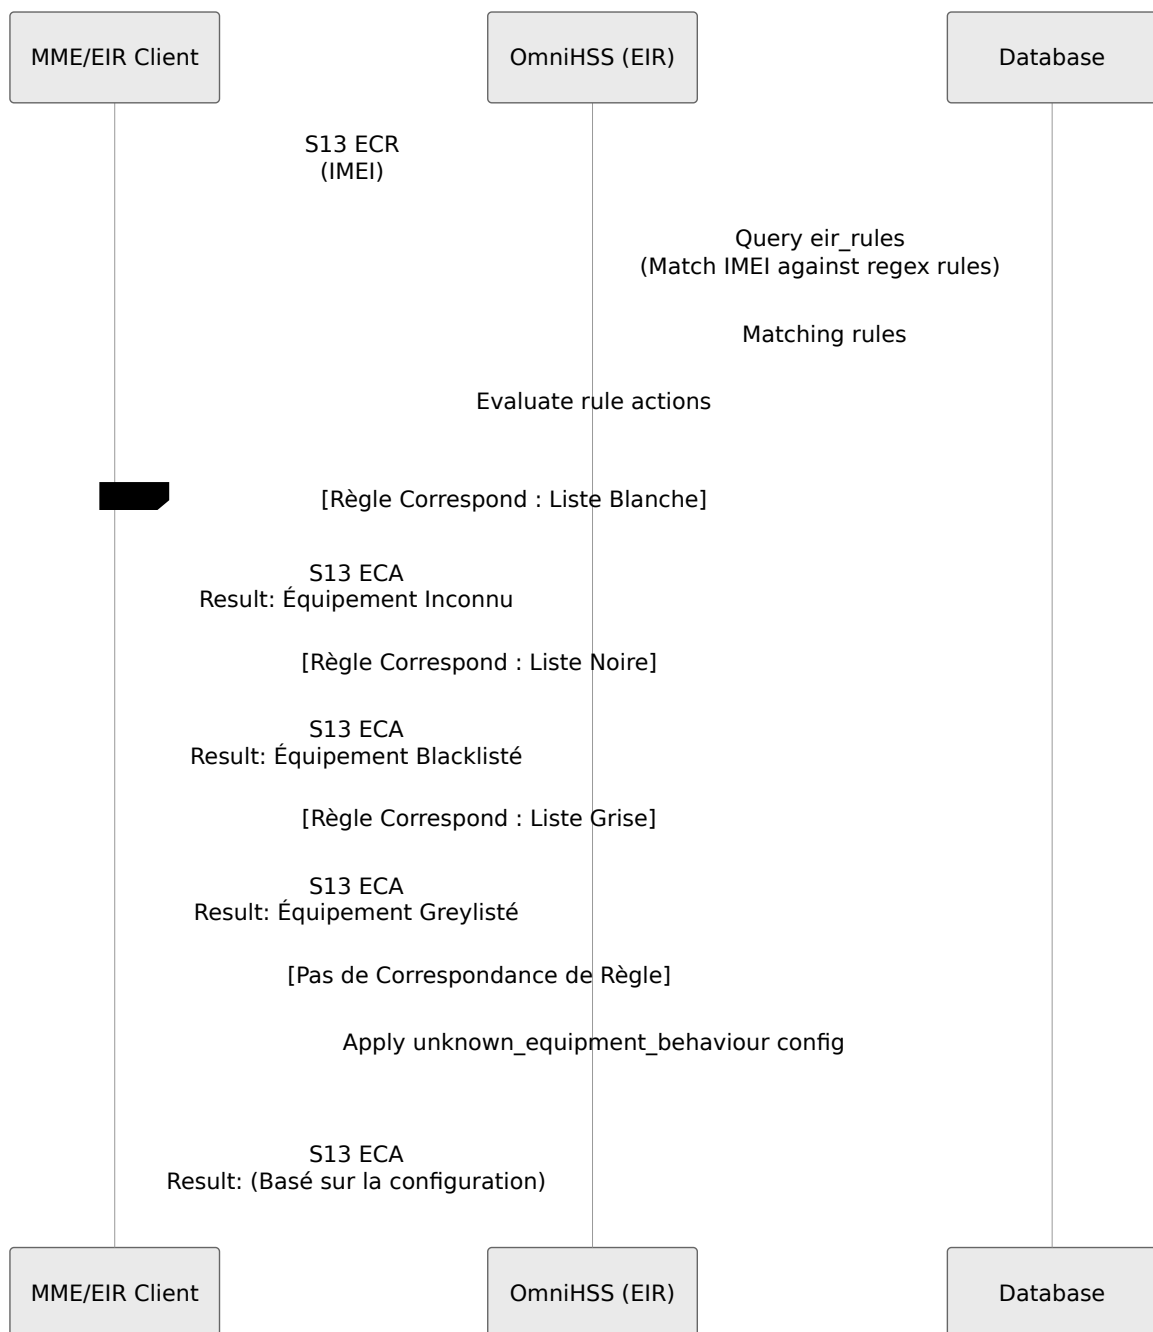 MME/EIR Client
OmniHSS (EIR)
Database
S13 ECR
(IMEI)
Query eir_rules
(Match IMEI against regex rules)
Matching rules
Evaluate rule actions
[Règle Correspond : Liste Blanche]
S13 ECA
Result: Équipement Inconnu
[Règle Correspond : Liste Noire]
S13 ECA
Result: Équipement Blacklisté
[Règle Correspond : Liste Grise]
S13 ECA
Result: Équipement Greylisté
[Pas de Correspondance de Règle]
Apply unknown_equipment_behaviour config
S13 ECA
Result: (Basé sur la configuration)
MME/EIR Client
OmniHSS (EIR)
Database